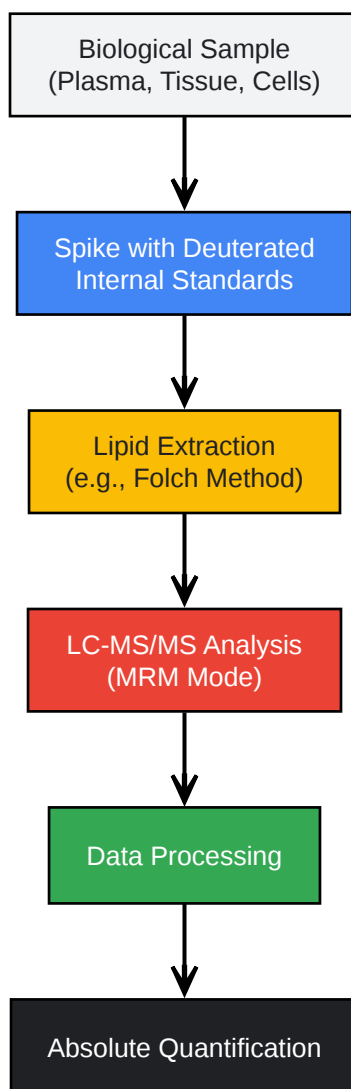 Biological Sample
(Plasma, Tissue, Cells)
Spike with Deuterated
Internal Standards
Lipid Extraction
(e.g., Folch Method)
LC-MS/MS Analysis
(MRM Mode)
Data Processing
Absolute Quantification